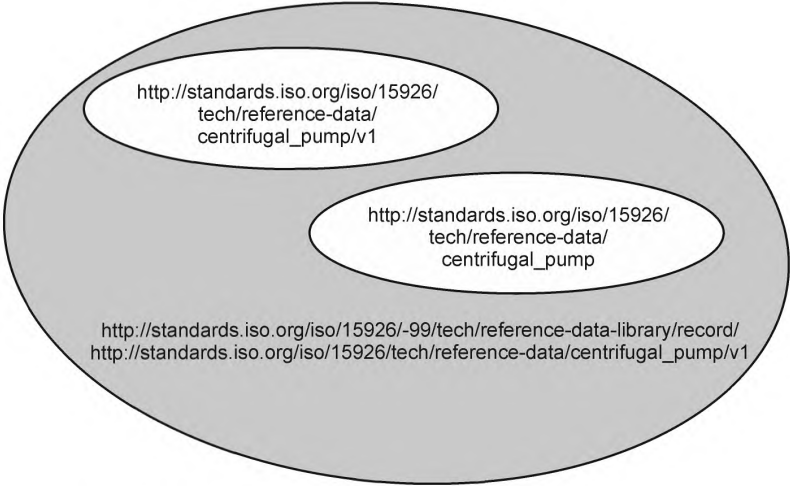 http://standards.iso.org/iso/15926/
tech/reference-data/
centrifugal_pump/v1
http://standards.iso.org/iso/15926/
tech/reference-data/
centrifugal_pump
http://standards.iso.org/iso/15926/-99/tech/reference-data-library/record/
http://standards.iso.org/iso/15926/tech/reference-data/centrifugal_pump/v1